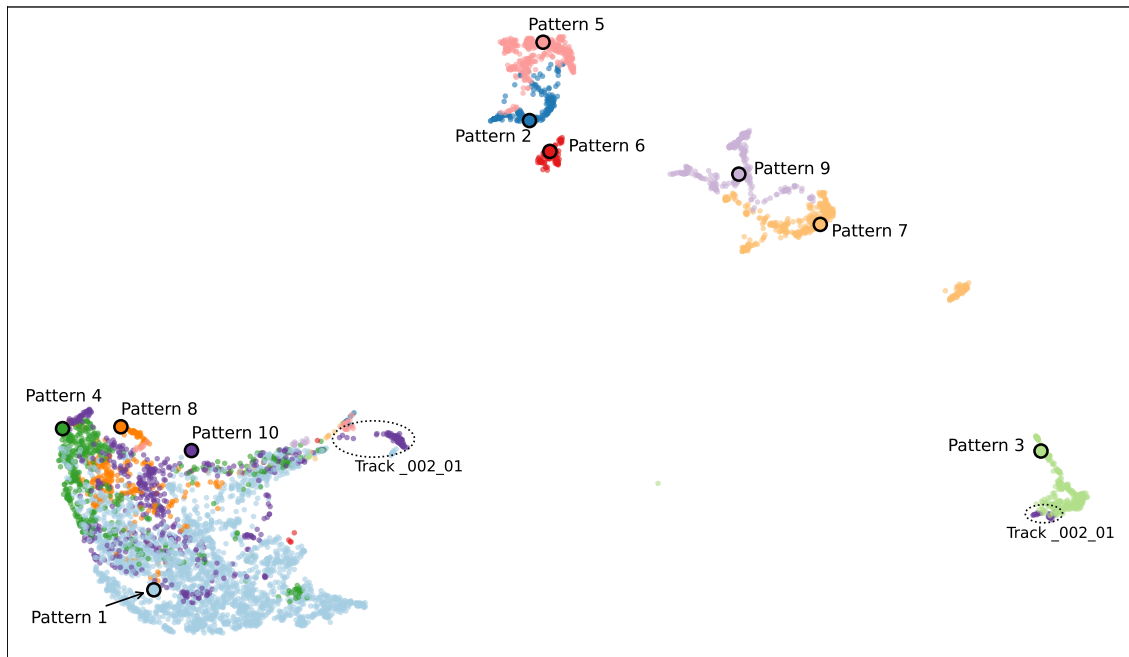 Pattern 5
Pattern 2
Pattern 6
Pattern 9
Pattern 7
Pattern 4
Pattern 8
Pattern 10
Track _002_01
Pattern 3
Track _002_01
Pattern 1